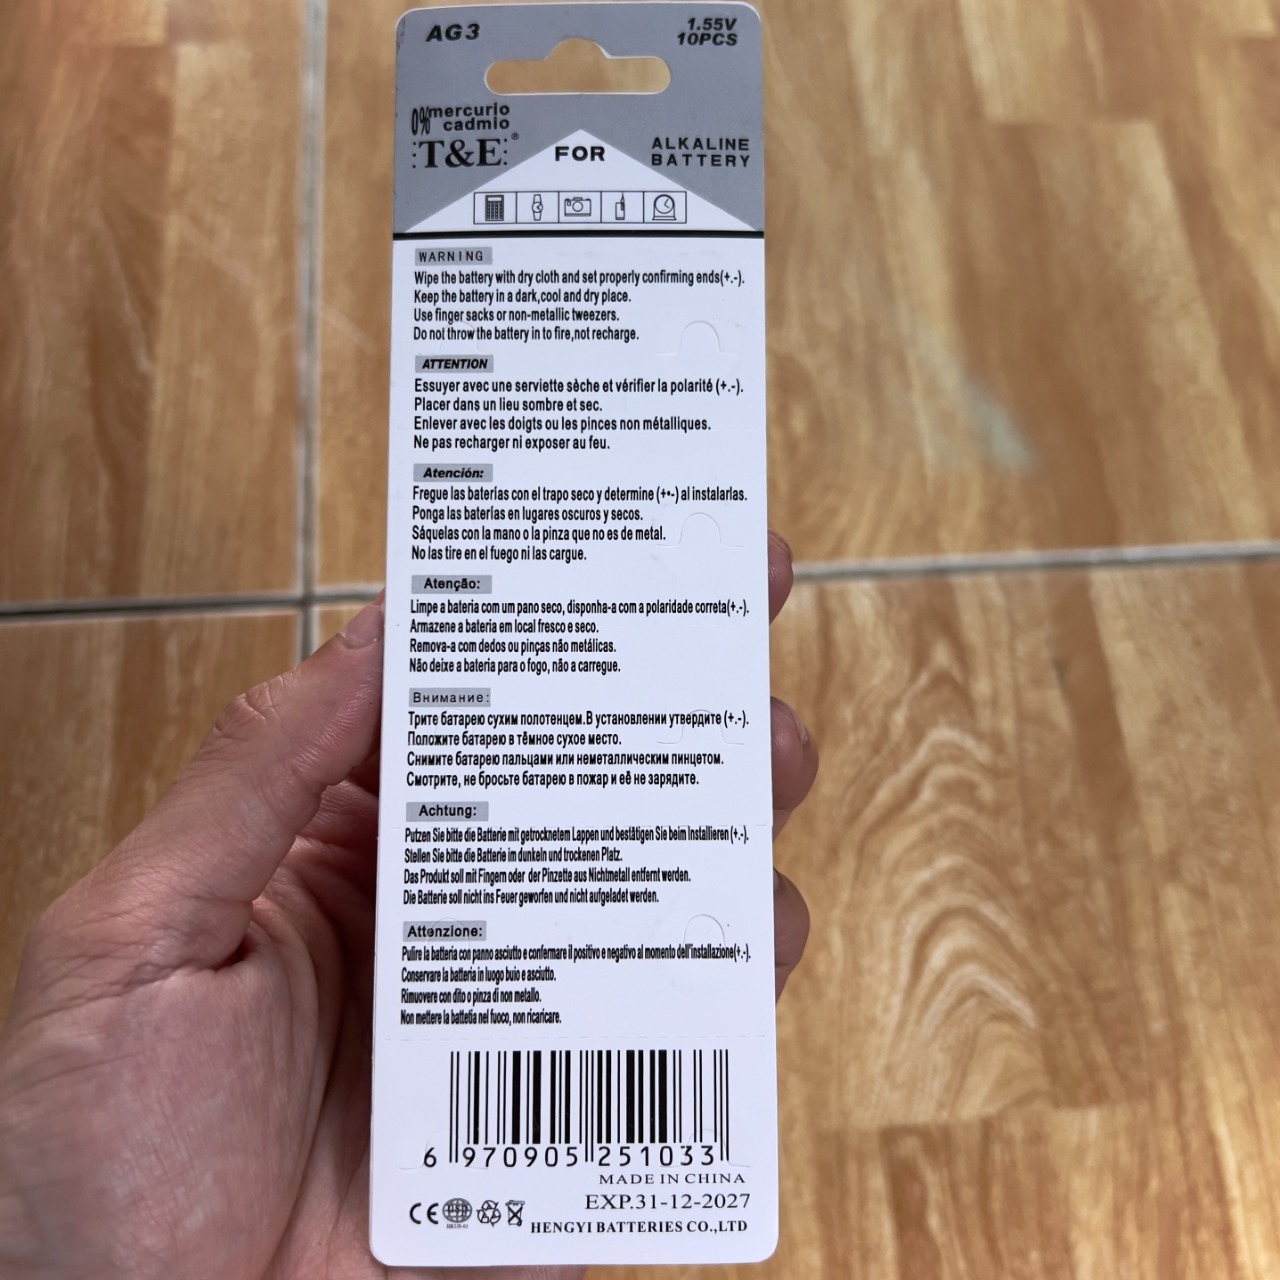 AG3
1.55V
10PCS
0% mercurio
cadmio
T&E®
FOR
ALKALINE
BATTERY
WARNING
Wipe the battery with dry cloth and set properly confirming ends(+.-).
Keep the battery in a dark,cool and dry place.
Use finger sacks or non-metallic tweezers.
Do not throw the battery in to fire,not recharge.
ATTENTION
Essuyer avec une serviette sèche et vérifier la polarité (+.-).
Placer dans un lieu sombre et sec.
Enlever avec les doigts ou les pinces non métalliques.
Ne pas recharger ni exposer au feu.
Atención:
Fregue las baterías con el trapo seco y determine (+•-) al instalarlas.
Ponga las baterías en lugares oscuros y secos.
Sáquelas con la mano o la pinza que no es de metal.
No las tire en el fuego ni las cargue.
Atenção:
Limpe a bateria com um pano seco, disponha-a com a polaridade correta(+.-).
Armazene a bateria em local fresco e seco.
Remova-a com dedos ou pinças não metálicas.
Não deixe a bateria para o fogo, não a carregue.
Внимание:
Трите батарею сухим полотенцем.В установлении утвердите (+.-).
Положите батарею в тёмное сухое место.
Снимите батарею пальцами или неметаллическим пинцетом.
Смотрите, не бросьте батарею в пожар и её не зарядите.
Achtung:
Putzen Sie bitte die Batterie mit getrocknetem Lappen und bestätigen Sie beim Installieren (+.-).
Stellen Sie bitte die Batterie im dunkeln und trockenen Platz.
Das Produkt soll mit Fingern oder der Pinzette aus Nichtmetall entfernt werden.
Die Batterie soll nicht ins Feuer geworfen und nicht aufgeladet werden.
Attenzione:
Pulire la batteria con panno asciutto e confermare il positivo e negativo al momento dell'installazione(+.-).
Conservare la batteria in luogo buio e asciutto.
Rimuovere con dito o pinza di non metallo.
Non mettere la battetia nel fuoco, non ricaricare.
6 970905 251033
MADE IN CHINA
EXP.31-12-2027
CE
HENGYI BATTERIES CO.,LTD